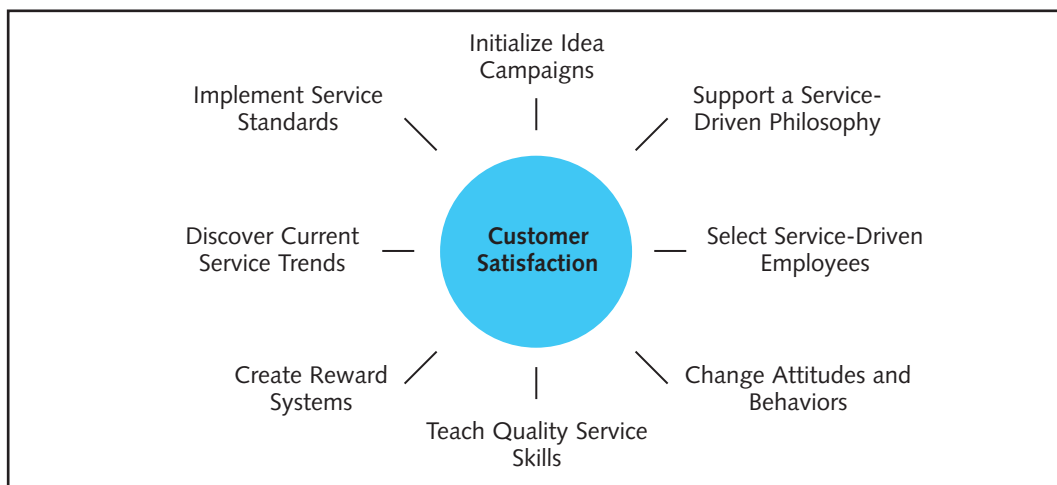 Initialize Idea
Campaigns
Support a Service-
Driven Philosophy
Select Service-Driven
Employees
Change Attitudes and
Behaviors
Teach Quality Service
Skills
Create Reward
Systems
Discover Current
Service Trends
Implement Service
Standards
Customer
Satisfaction